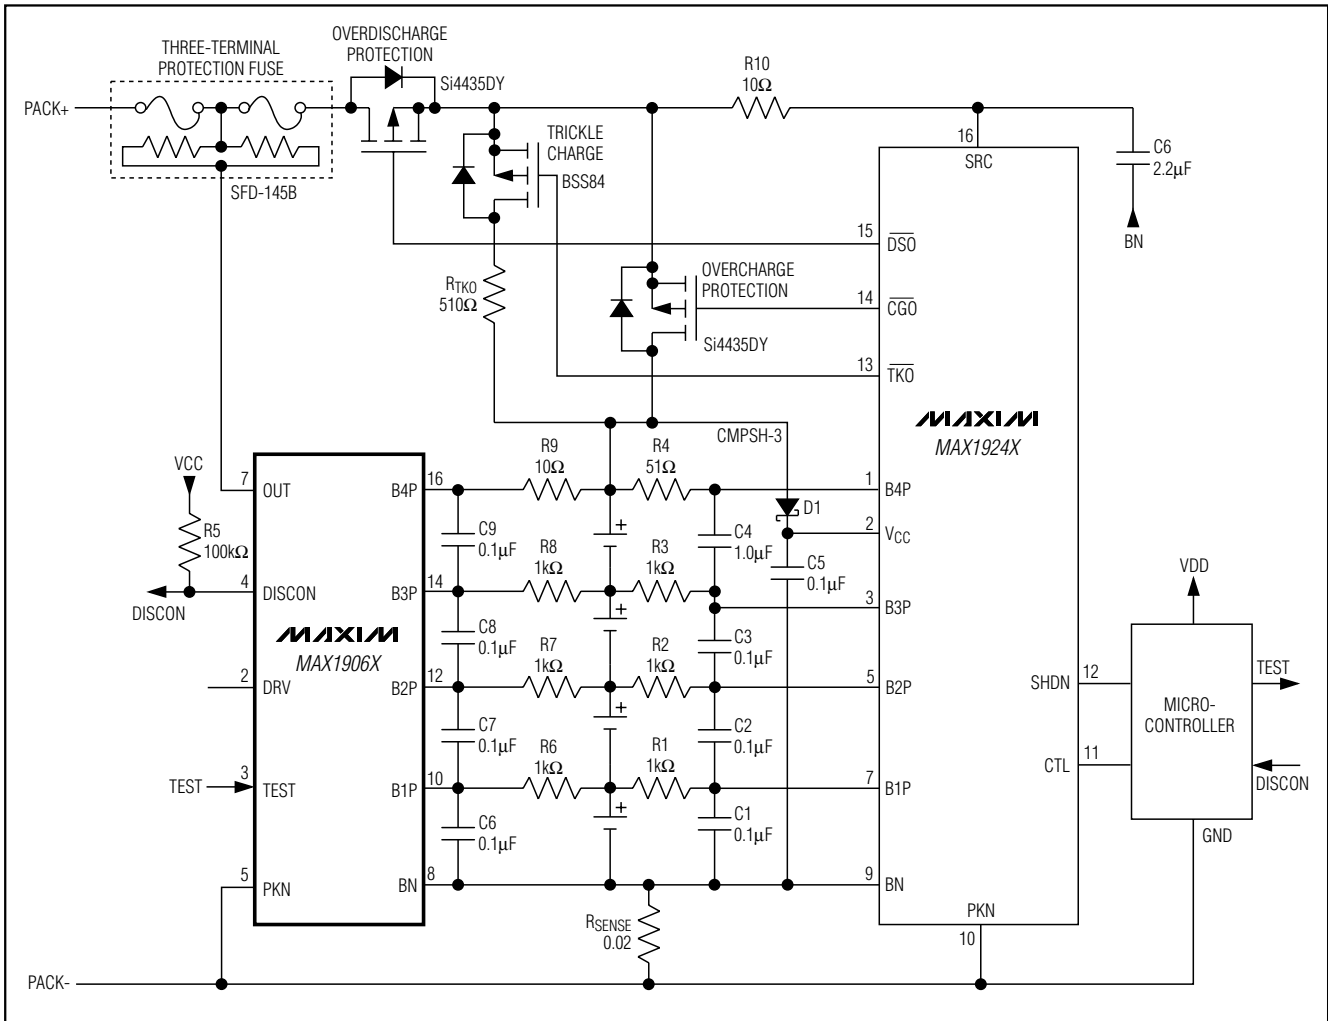 THREE-TERMINAL
PROTECTION FUSE
OVERDISCHARGE
PROTECTION
Si4435DY
R10
10Ω
PACK+
SFD-145B
TRICKLE
CHARGE
BSS84
16
SRC
C6
2.2μF
BN
15
DSO
RTKO
510Ω
OVERCHARGE
PROTECTION
Si4435DY
14
CGO
13
TKO
MAXIM
MAX1924X
CMPSH-3
VCC
R5
100kΩ
7
OUT
B4P
16
R9
10Ω
R4
51Ω
1
B4P
D1
2
VCC
C9
0.1μF
+
C4
1.0μF
C5
0.1μF
R8
1kΩ
R3
1kΩ
4
DISCON
DISCON
B3P
14
3
B3P
MAXIM
MAX1906X
C8
0.1μF
+
C3
0.1μF
R7
1kΩ
R2
1kΩ
2
DRV
B2P
12
5
B2P
SHDN
12
VDD
MICRO-
CONTROLLER
TEST
C7
0.1μF
+
C2
0.1μF
R6
1kΩ
R1
1kΩ
CTL
11
DISCON
TEST
3
TEST
B1P
10
7
B1P
C6
0.1μF
+
C1
0.1μF
GND
5
PKN
BN
8
9
BN
RSENSE
0.02
PKN
10
PACK-